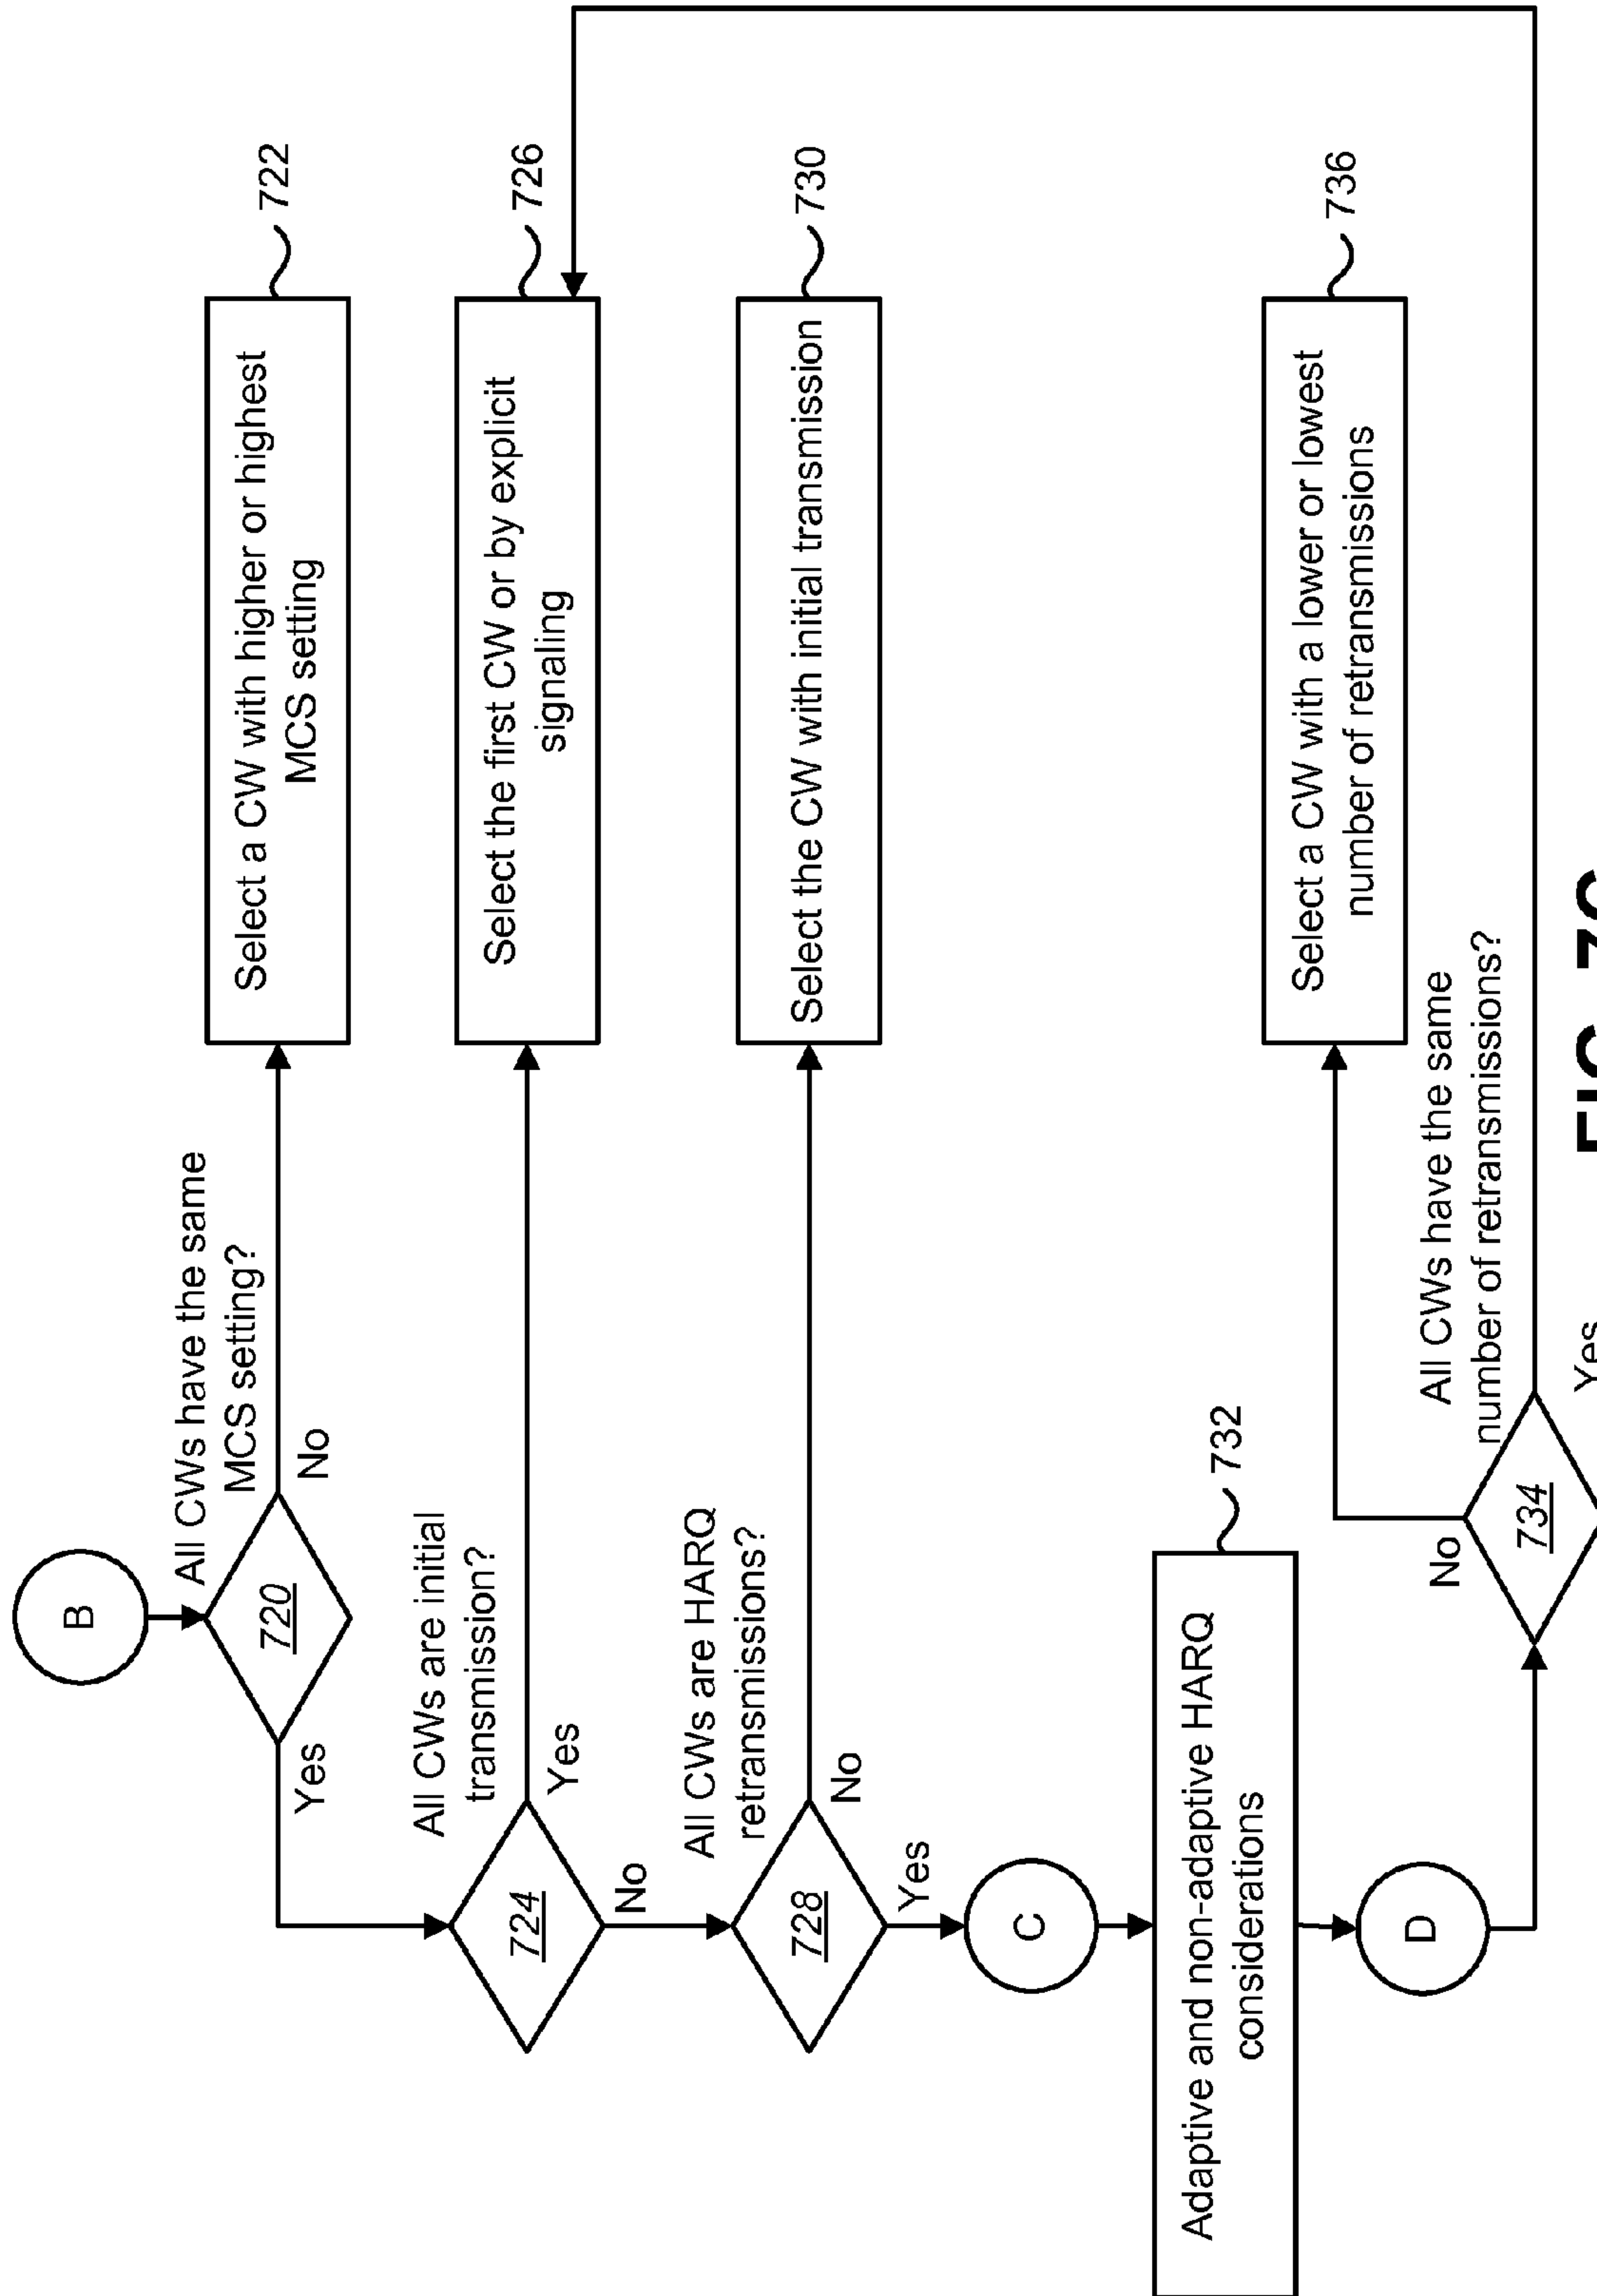 B
All CWs have the same
MCS setting?
720
Yes
No
Select a CW with higher or highest
MCS setting
722
All CWs are initial
transmission?
724
Yes
No
Select the first CW or by explicit
signaling
726
All CWs are HARQ
retransmissions?
728
No
Yes
Select the CW with initial transmission
730
C
Adaptive and non-adaptive HARQ
considerations
732
D
All CWs have the same
number of retransmissions?
734
No
Yes
Select a CW with a lower or lowest
number of retransmissions
736